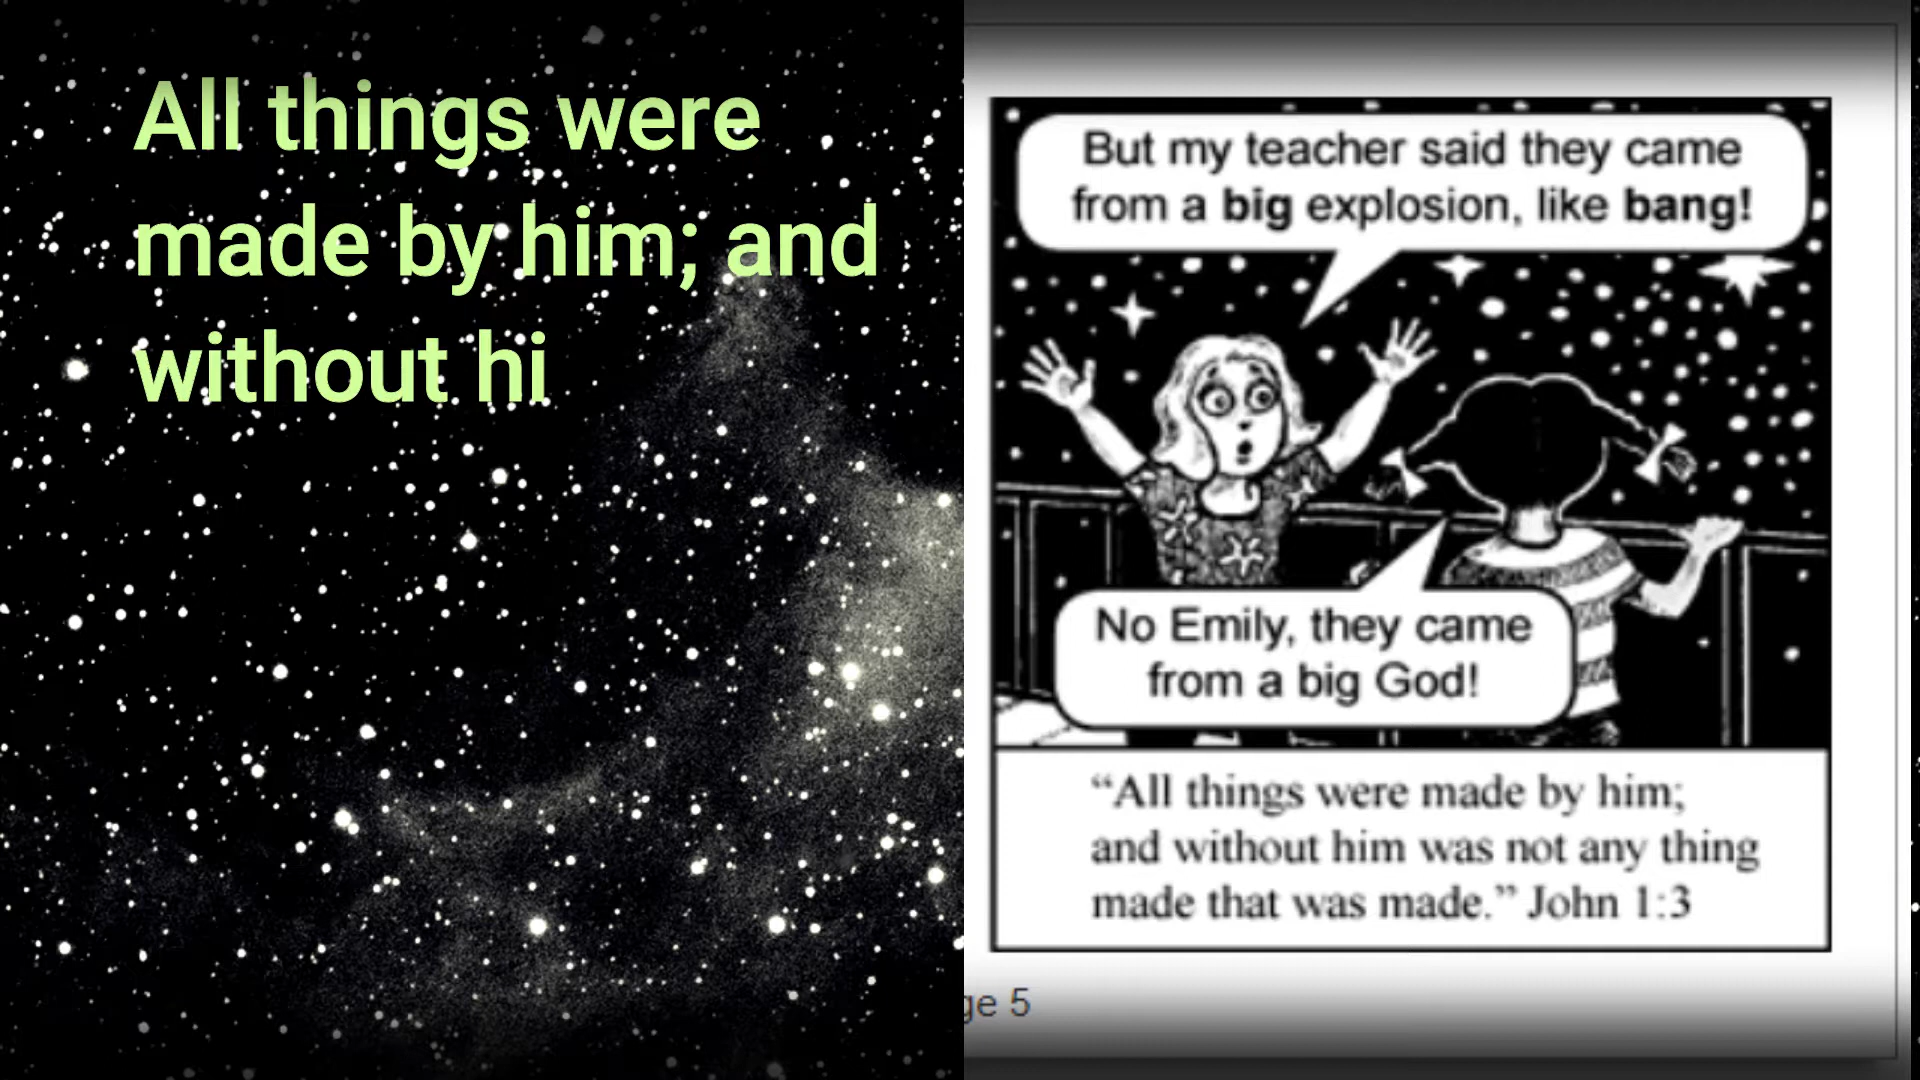 All things were
made by him; and
without hi
But my teacher said they came
from a big explosion, like bang!
No Emily, they came
from a big God!
“All things were made by him;
and without him was not any thing
made that was made.” John 1:3
ge 5